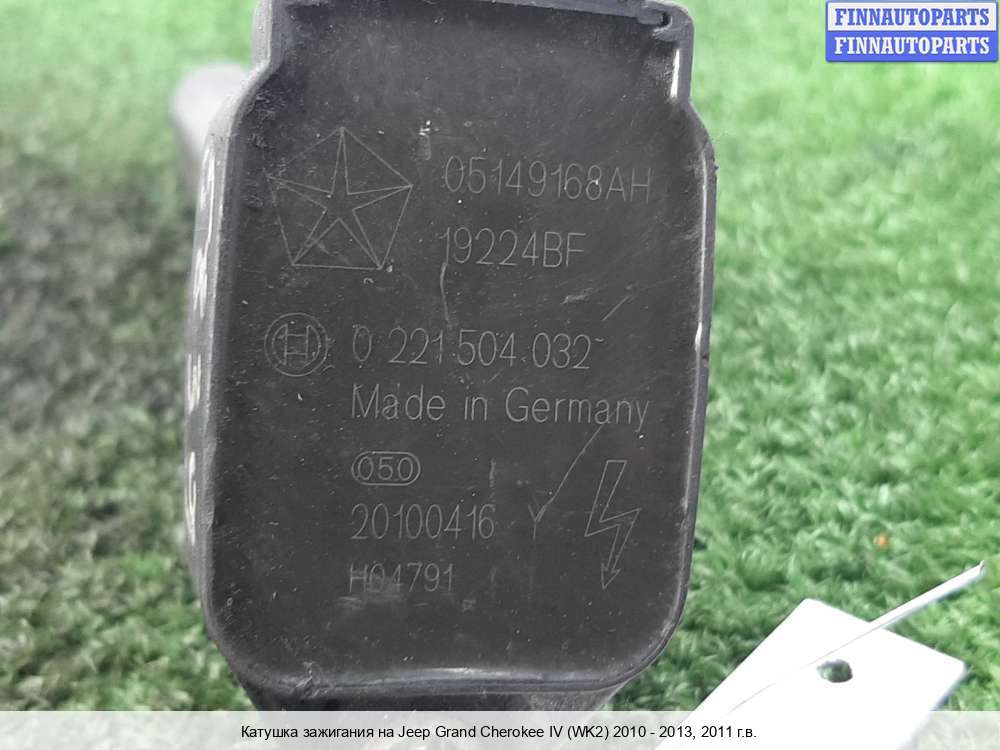 FINNAUTOPARTS
FINNAUTOPARTS
05149168AH
19224BF
H
0 221 504 032
Made in Germany
050
20100416 Y
H04791
Катушка зажигания на Jeep Grand Cherokee IV (WK2) 2010 - 2013, 2011 г.в.